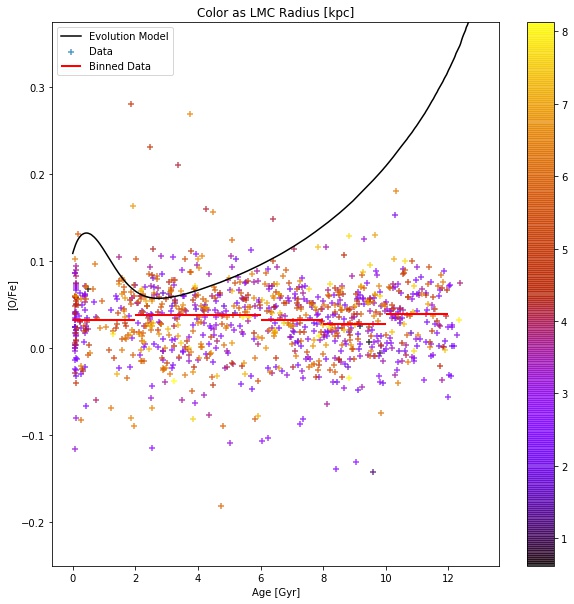 Color as LMC Radius [kpc]
Evolution Model
Data
Binned Data
[O/Fe]
0.3
0.2
0.1
0.0
−0.1
−0.2
0 2 4 6 8 10 12
Age [Gyr]
8
7
6
5
4
3
2
1